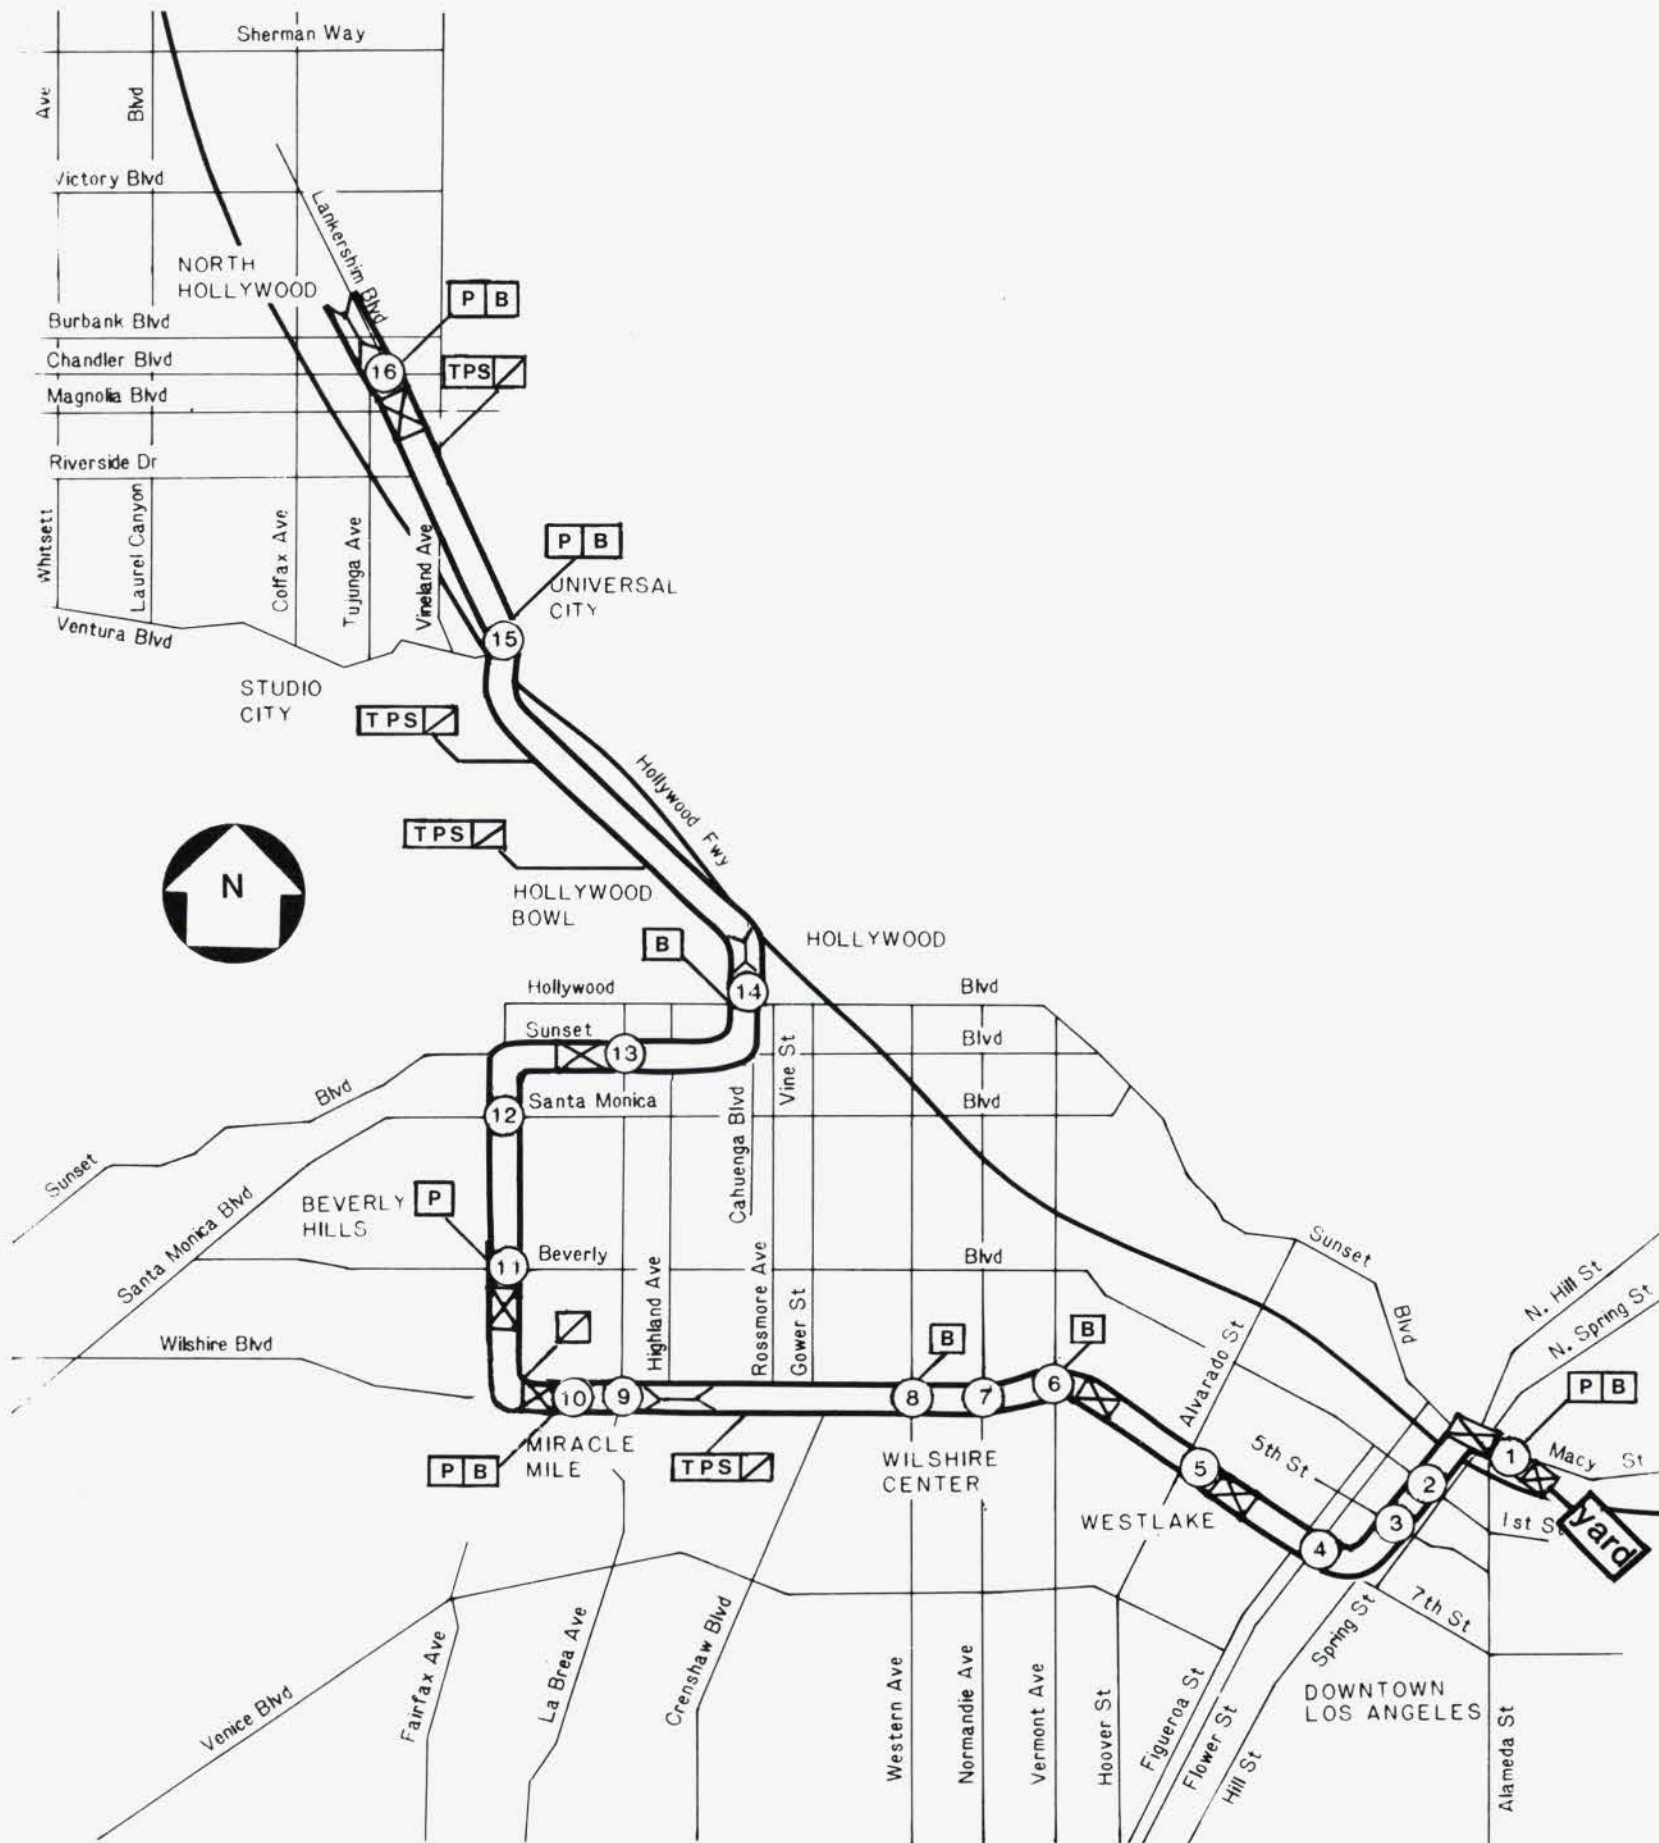 Sherman Way
Ave
Blvd
Victory Blvd
Lankershim Blvd
NORTH
HOLLYWOOD
P B
Burbank Blvd
Chandler Blvd
16
TPS
Magnolia Blvd
Riverside Dr
Whitsett
Laurel Canyon
Colfax Ave
Tujunga Ave
Vineland Ave
P B
UNIVERSAL
CITY
Ventura Blvd
15
STUDIO
CITY
TPS
Hollywood Fwy
TPS
N
HOLLYWOOD
BOWL
B
HOLLYWOOD
14
Hollywood
Blvd
Sunset
13
Blvd
Vine St
Blvd
12
Santa Monica
Blvd
Cahuenga Blvd
Sunset
Santa Monica Blvd
BEVERLY
HILLS
P
11
Beverly
Blvd
Highland Ave
Rossmore Ave
Gower St
Sunset
Blvd
N. Hill St
N. Spring St
Wilshire Blvd
B
B
Alvarado St
P B
10
9
8
7
6
MIRACLE
MILE
P B
TPS
WILSHIRE
CENTER
5th St
5
1
Macy St
2
WESTLAKE
3
1st St
yard
4
7th St
Spring St
Venice Blvd
Fairfax Ave
La Brea Ave
Crenshaw Blvd
Western Ave
Normandie Ave
Vermont Ave
Hoover St
Figueroa St
Flower St
Hill St
DOWNTOWN
LOS ANGELES
Alameda St